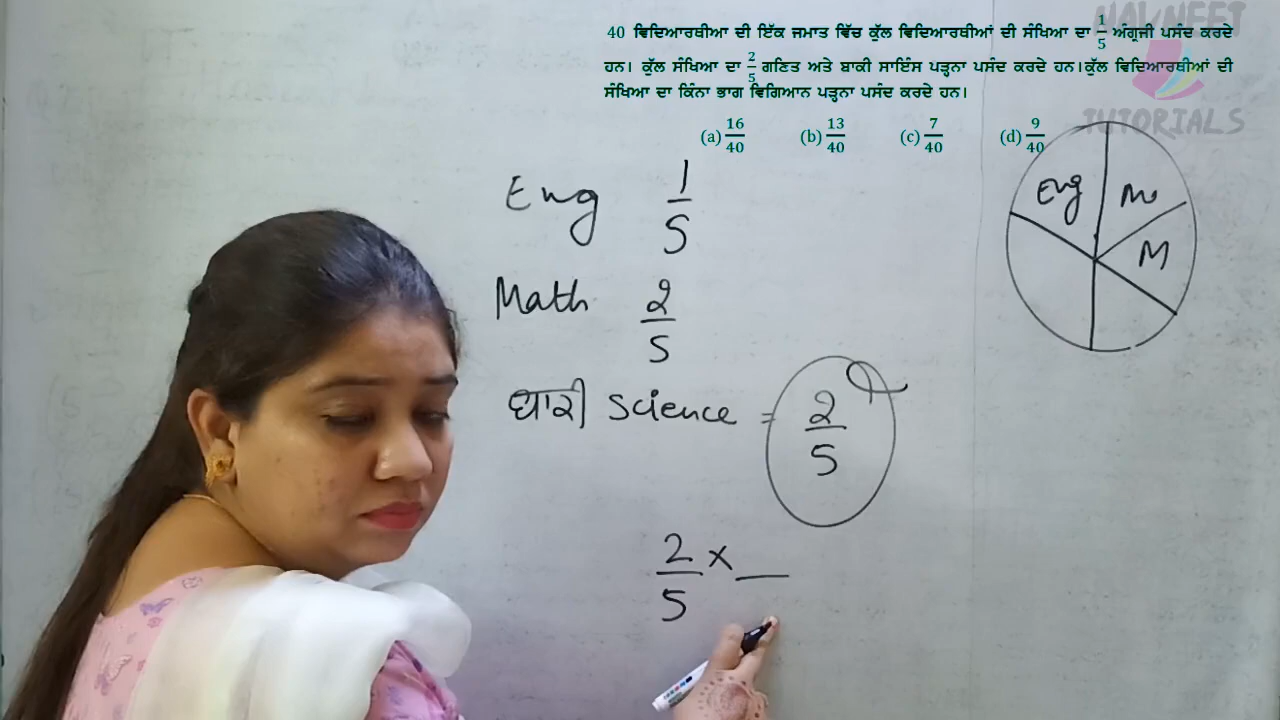 NAVNEET
TUTORIALS
40 ਵਿਦਿਆਰਥੀਆ ਦੀ ਇੱਕ ਜਮਾਤ ਵਿੱਚ ਕੁੱਲ ਵਿਦਿਆਰਥੀਆਂ ਦੀ ਸੰਖਿਆ ਦਾ 1/5 ਅੰਗ੍ਰਜੀ ਪਸੰਦ ਕਰਦੇ
ਹਨ। ਕੁੱਲ ਸੰਖਿਆ ਦਾ 2/5 ਗਣਿਤ ਅਤੇ ਬਾਕੀ ਸਾਇੰਸ ਪੜ੍ਹਨਾ ਪਸੰਦ ਕਰਦੇ ਹਨ।ਕੁੱਲ ਵਿਦਿਆਰਥੀਆਂ ਦੀ
ਸੰਖਿਆ ਦਾ ਕਿੰਨਾ ਭਾਗ ਵਿਗਿਆਨ ਪੜ੍ਹਨਾ ਪਸੰਦ ਕਰਦੇ ਹਨ।
(a) 16/40 (b) 13/40 (c) 7/40 (d) 9/40
Eng 1/5
Math 2/5
ਬਾਕੀ Science = 2/5
2/5 ×
Eng M
M